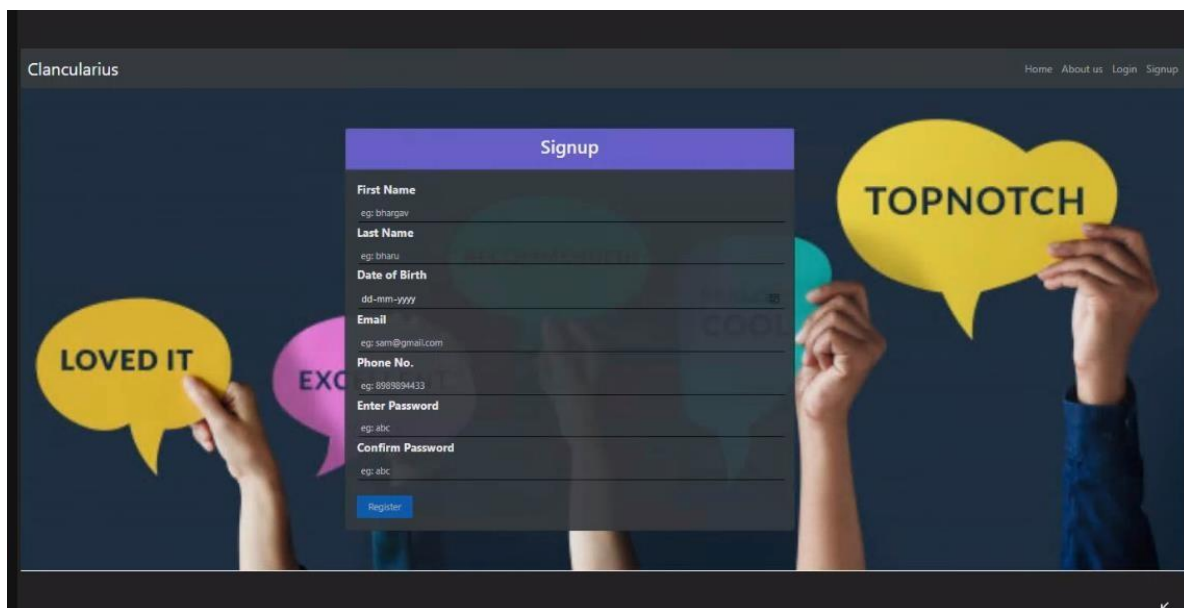 Clancularius
Home About us Login Signup
Signup
First Name
eg: bhargav
Last Name
eg: bharu
Date of Birth
dd-mm-yyyy
Email
eg: sam@gmail.com
Phone No.
eg: 8989894433
Enter Password
eg: abc
Confirm Password
eg: abc
Register
LOVED IT
TOPNOTCH
COOL